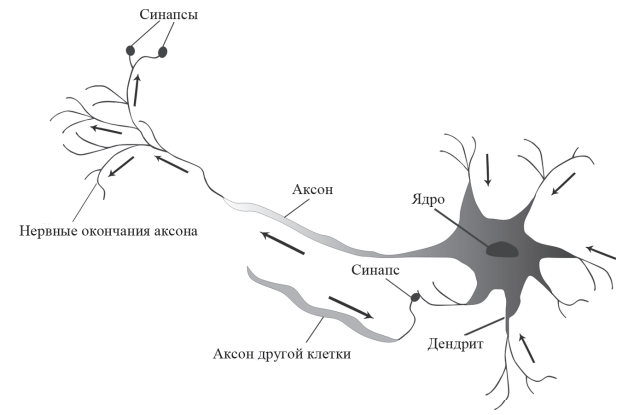 Синапсы
Аксон
Ядро
Нервные окончания аксона
Синапс
Дендрит
Аксон другой клетки